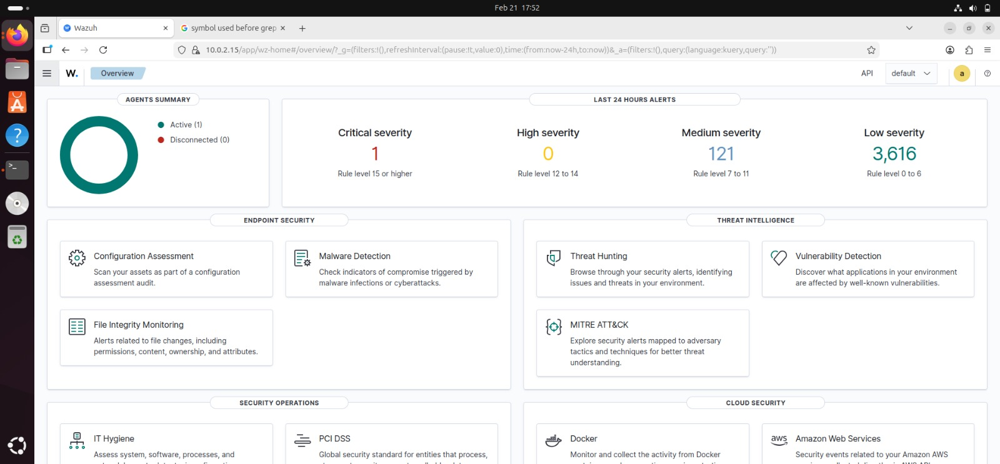 Feb 21 17:52
Wazuh
symbol used before grep
10.0.2.15/app/wz-home#/overview/?_g=(filters:!(),refreshInterval:(pause:!t,value:0),time:(from:now-24h,to:now))&_a=(filters:!(),query:(language:kuery,query:''))
W. Overview API default a
AGENTS SUMMARY
Active (1)
Disconnected (0)
LAST 24 HOURS ALERTS
Critical severity
1
Rule level 15 or higher
High severity
0
Rule level 12 to 14
Medium severity
121
Rule level 7 to 11
Low severity
3,616
Rule level 0 to 6
ENDPOINT SECURITY
Configuration Assessment
Scan your assets as part of a configuration
assessment audit.
Malware Detection
Check indicators of compromise triggered by
malware infections or cyberattacks.
File Integrity Monitoring
Alerts related to file changes, including
permissions, content, ownership, and attributes.
THREAT INTELLIGENCE
Threat Hunting
Browse through your security alerts, identifying
issues and threats in your environment.
Vulnerability Detection
Discover what applications in your environment
are affected by well-known vulnerabilities.
MITRE ATT&CK
Explore security alerts mapped to adversary
tactics and techniques for better threat
understanding.
SECURITY OPERATIONS
IT Hygiene
Assess system, software, processes, and
PCI DSS
Global security standard for entities that process,
CLOUD SECURITY
Docker
Monitor and collect the activity from Docker
aws
Amazon Web Services
Security events related to your Amazon AWS